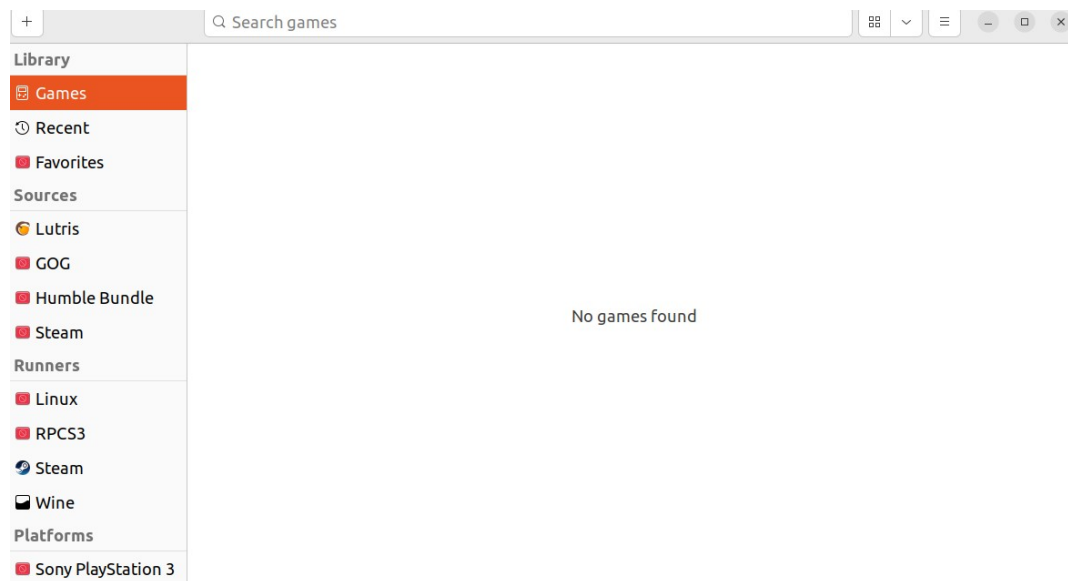 Search games
Library
Games
Recent
Favorites
Sources
Lutris
GOG
Humble Bundle
Steam
Runners
Linux
RPCS3
Steam
Wine
Platforms
Sony PlayStation 3
No games found